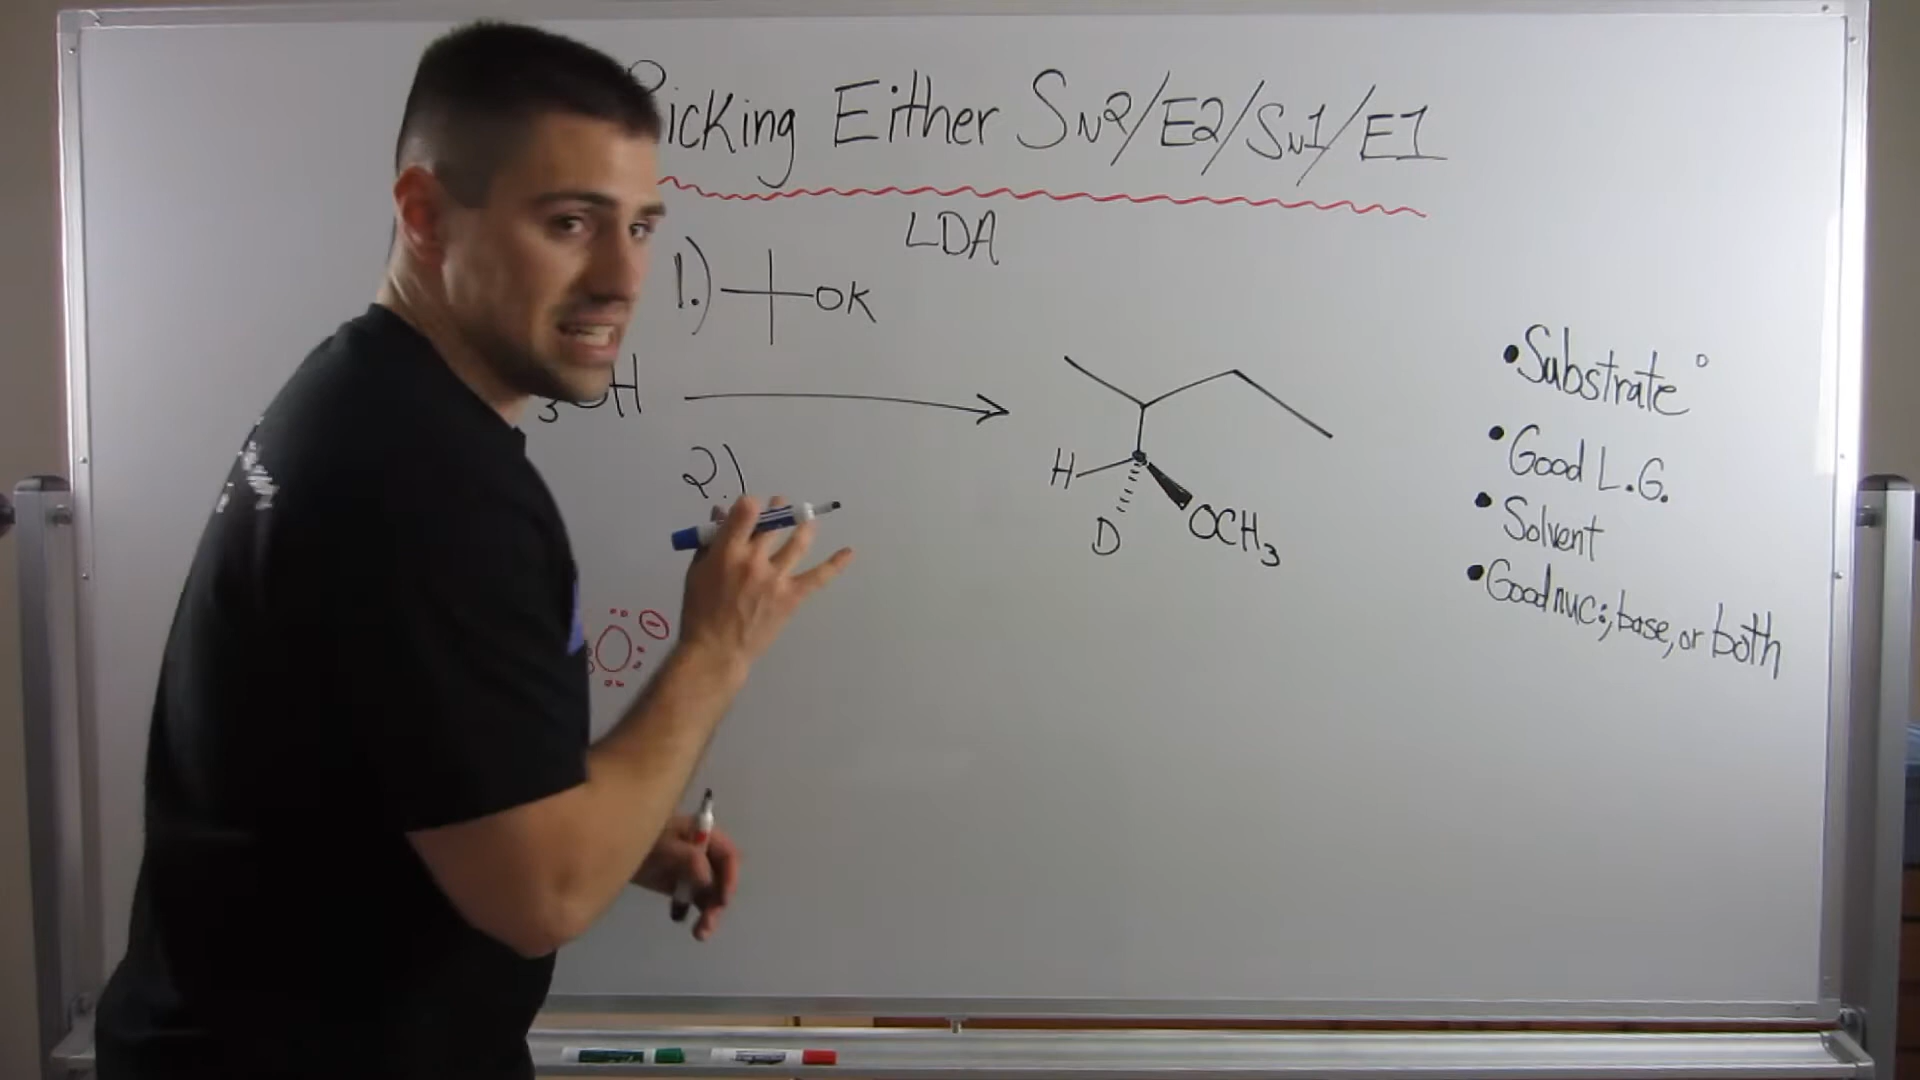 Picking Either SN2/E2/SN1/E1
LDA
1.) OK
3OH
H
D
OCH3
2.)
O
• Substrate °
• Good L.G.
• Solvent
• Good nuc:, base, or both